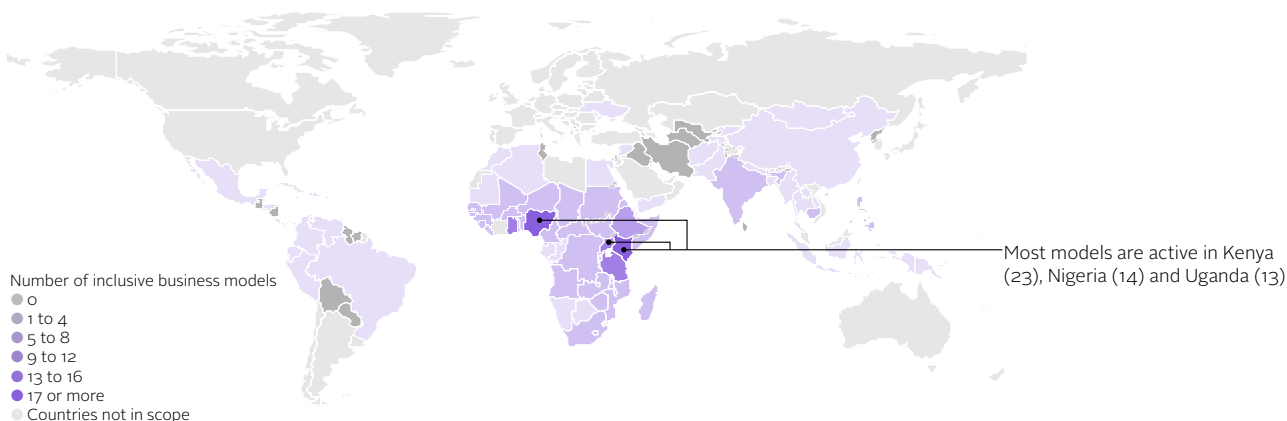 Most models are active in Kenya
(23), Nigeria (14) and Uganda (13)
Number of inclusive business models
0
1 to 4
5 to 8
9 to 12
13 to 16
17 or more
Countries not in scope